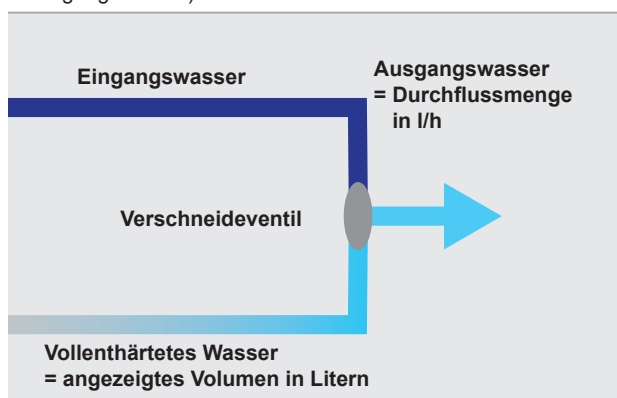 Eingangswasser
Ausgangswasser
= Durchflussmenge
in l/h
Verschneideventil
Vollenthärtetes Wasser
= angezeigtes Volumen in Litern